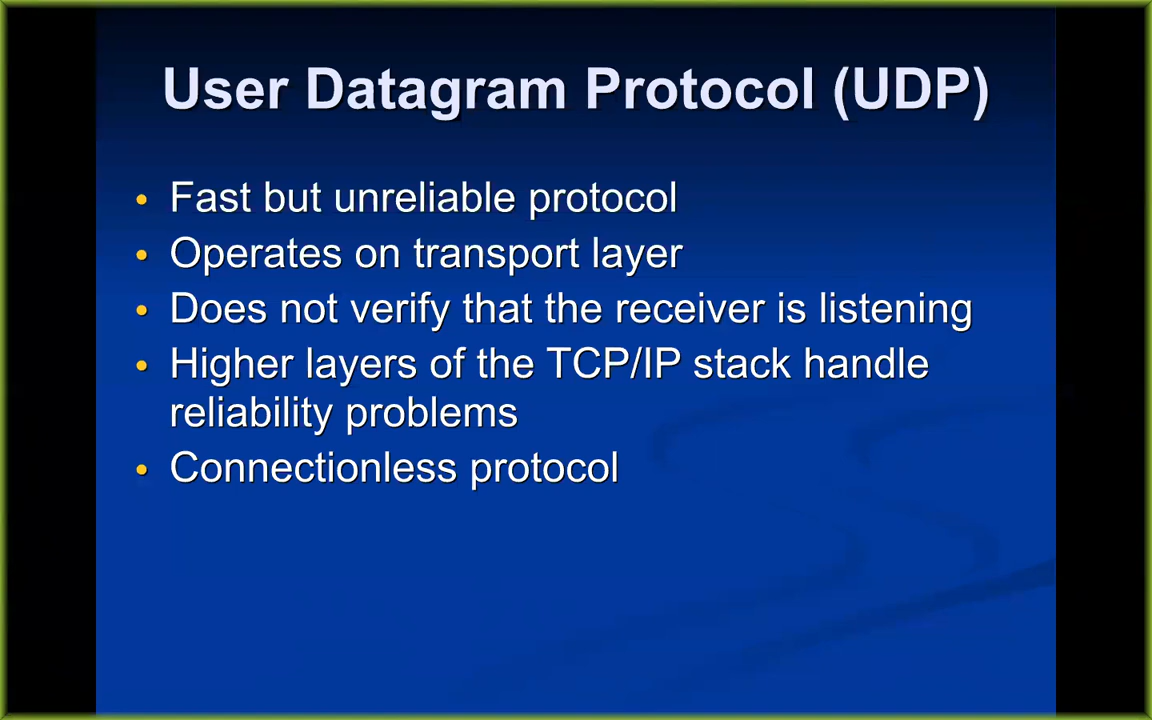 User Datagram Protocol (UDP)
• Fast but unreliable protocol
• Operates on transport layer
• Does not verify that the receiver is listening
• Higher layers of the TCP/IP stack handle
reliability problems
• Connectionless protocol